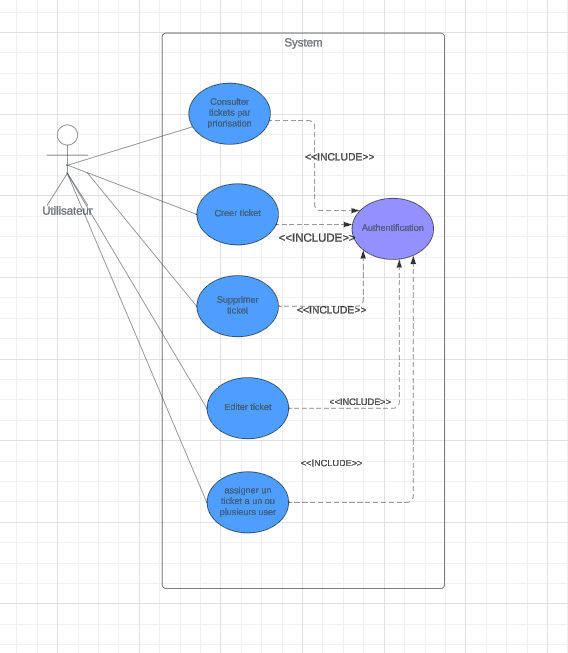 System
Consulter
tickets par
priorisation
<<INCLUDE>>
Utilisateur
Creer ticket
Authentification
<<INCLUDE>>
Supprimer
ticket
<<INCLUDE>>
Editer ticket
<<INCLUDE>>
<<INCLUDE>>
assigner un
ticket a un ou
plusieurs user